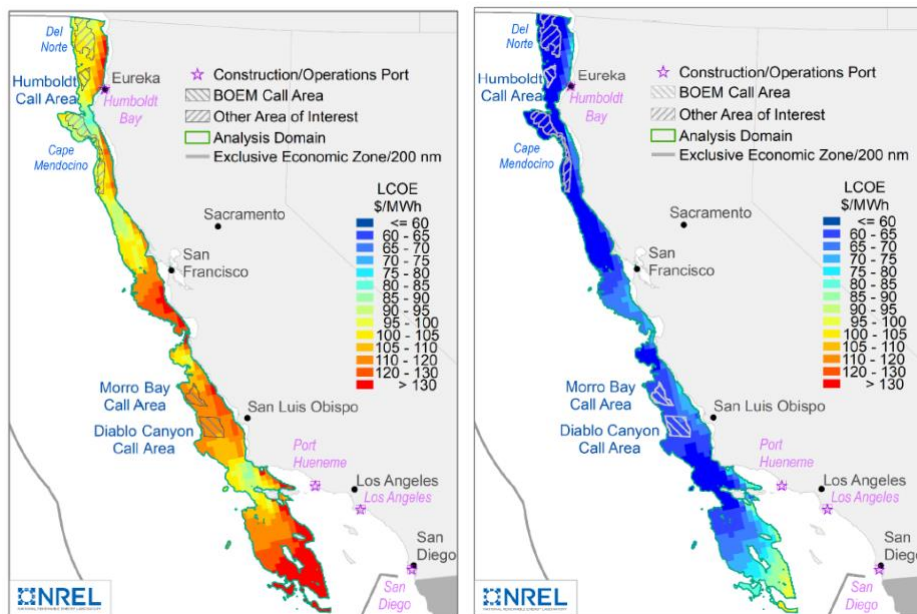 Del
Norte
Humboldt
Call Area
Eureka
Humboldt
Bay
Cape
Mendocino
Construction/Operations Port
BOEM Call Area
Other Area of Interest
Analysis Domain
Exclusive Economic Zone/200 nm
LCOE
$/MWh
<= 60
60 - 65
65 - 70
70 - 75
75 - 80
80 - 85
85 - 90
90 - 95
95 - 100
100 - 105
105 - 110
110 - 120
120 - 130
> 130
Sacramento
San
Francisco
Morro Bay
Call Area
Diablo Canyon
Call Area
San Luis Obispo
Port
Hueneme
Los Angeles
Los Angeles
San
Diego
San
Diego
NREL
Del
Norte
Humboldt
Call Area
Eureka
Humboldt
Bay
Cape
Mendocino
Construction/Operations Port
BOEM Call Area
Other Area of Interest
Analysis Domain
Exclusive Economic Zone/200 nm
LCOE
$/MWh
<= 60
60 - 65
65 - 70
70 - 75
75 - 80
80 - 85
85 - 90
90 - 95
95 - 100
100 - 105
105 - 110
110 - 120
120 - 130
> 130
Sacramento
San
Francisco
Morro Bay
Call Area
Diablo Canyon
Call Area
San Luis Obispo
Port
Hueneme
Los Angeles
Los Angeles
San
Diego
San
Diego
NREL